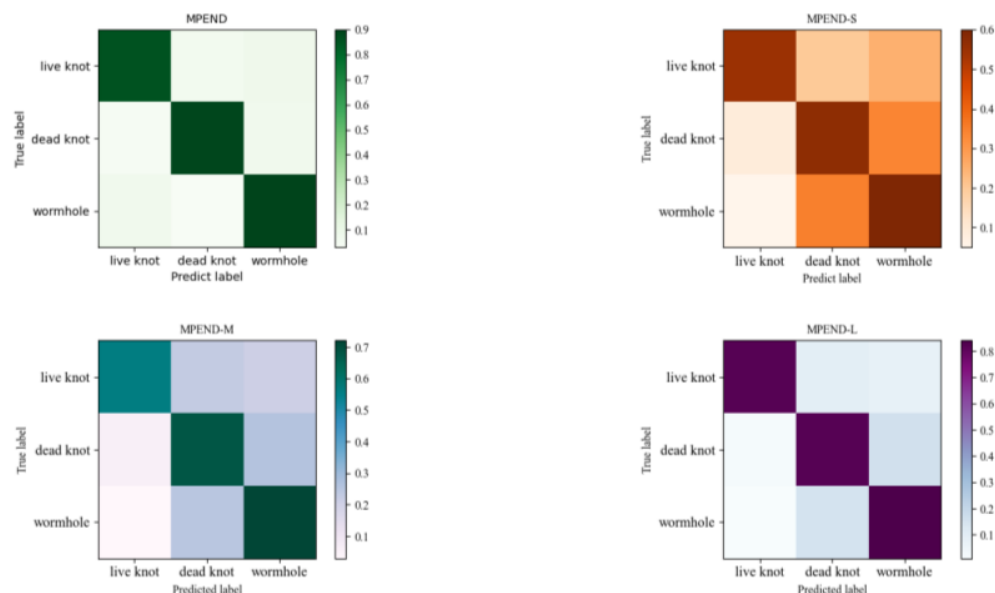 MPEND
True label
live knot
dead knot
wormhole
live knot dead knot wormhole
Predict label
0.9
0.8
0.7
0.6
0.5
0.4
0.3
0.2
0.1
MPEND-S
True label
live knot
dead knot
wormhole
live knot dead knot wormhole
Predict label
0.6
0.5
0.4
0.3
0.2
0.1
MPEND-M
True label
live knot
dead knot
wormhole
live knot dead knot wormhole
Predicted label
0.7
0.6
0.5
0.4
0.3
0.2
0.1
MPEND-L
True label
live knot
dead knot
wormhole
live knot dead knot wormhole
Predicted label
0.8
0.7
0.6
0.5
0.4
0.3
0.2
0.1